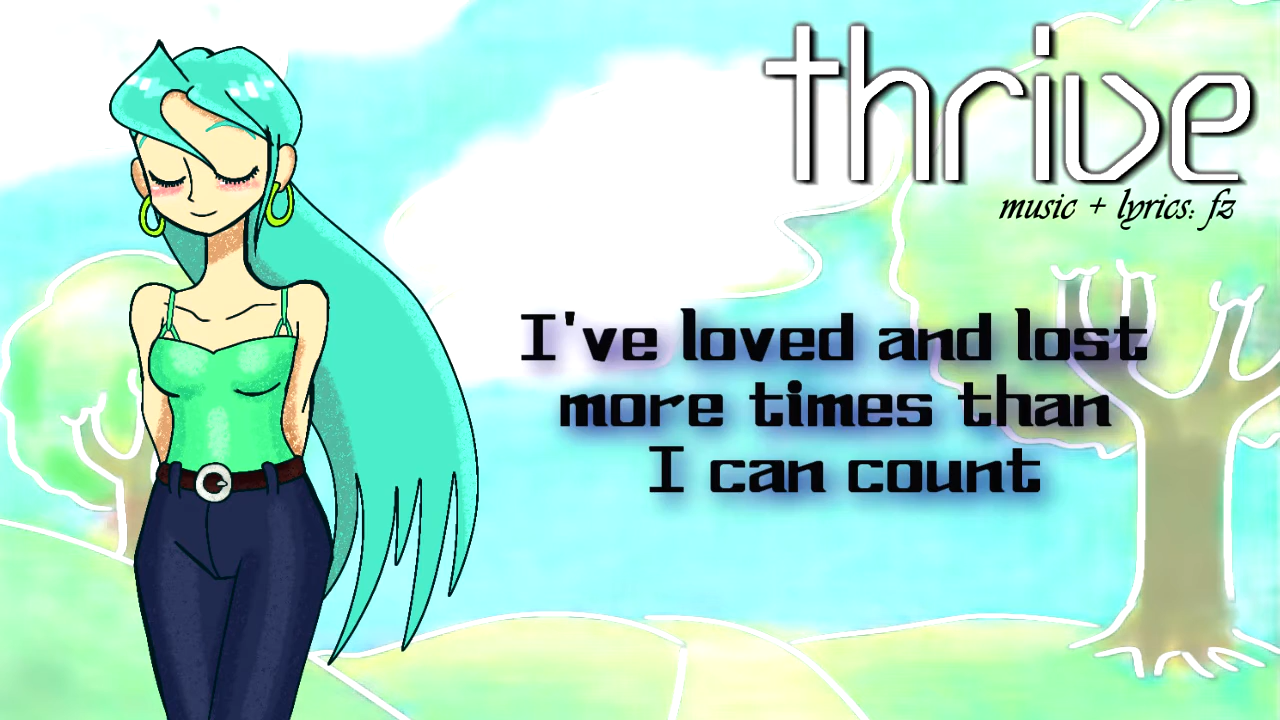 thrive
music + lyrics: fz
I've loved and lost
more times than
I can count